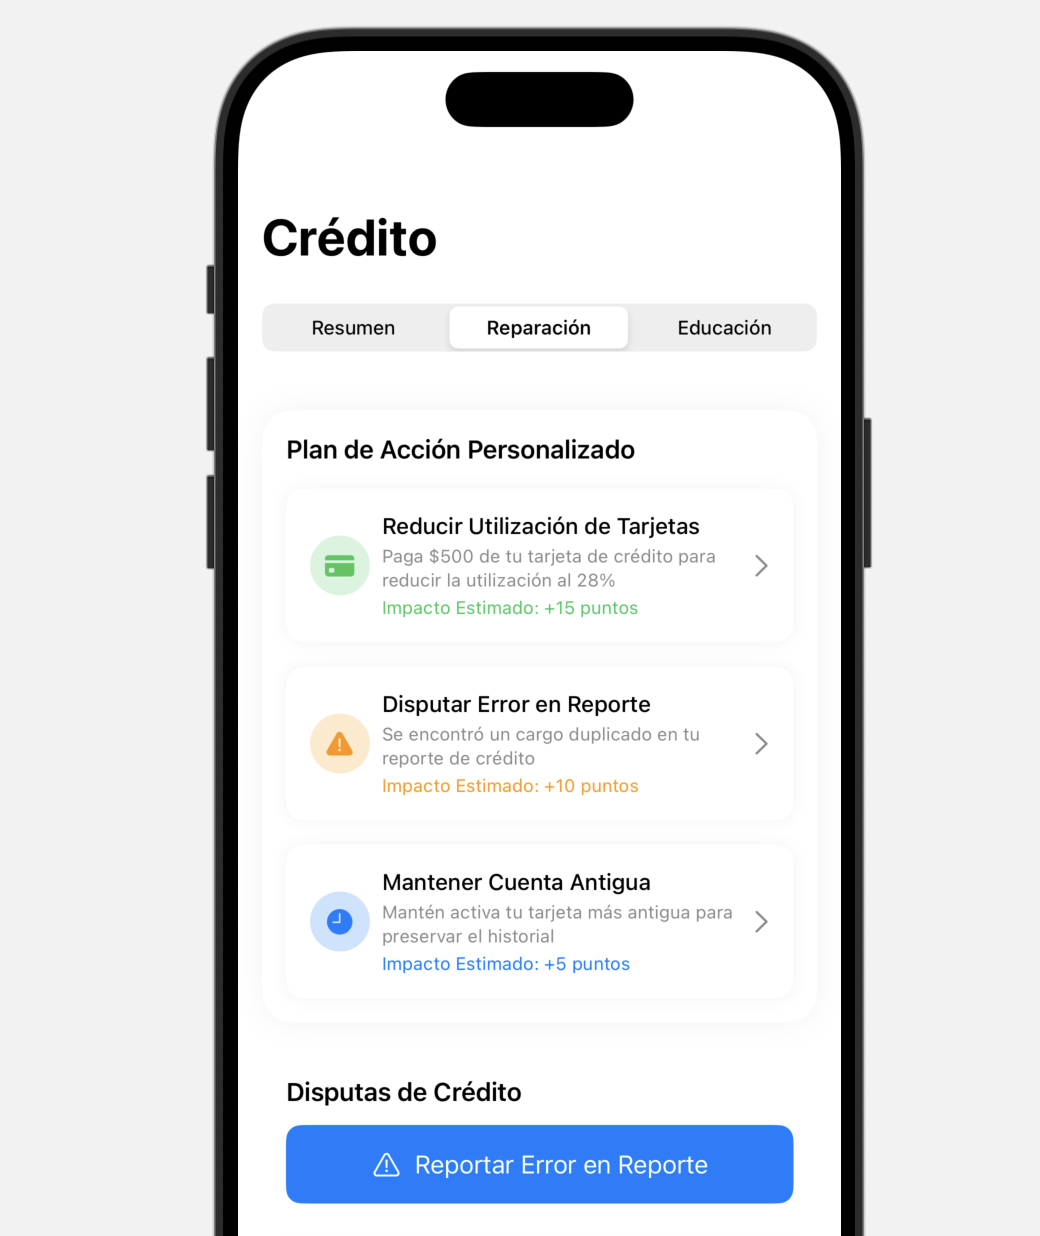 Crédito
Resumen
Reparación
Educación
Plan de Acción Personalizado
Reducir Utilización de Tarjetas
Paga $500 de tu tarjeta de crédito para
reducir la utilización al 28%
Impacto Estimado: +15 puntos
Disputar Error en Reporte
Se encontró un cargo duplicado en tu
reporte de crédito
Impacto Estimado: +10 puntos
Mantener Cuenta Antigua
Mantén activa tu tarjeta más antigua para
preservar el historial
Impacto Estimado: +5 puntos
Disputas de Crédito
Reportar Error en Reporte